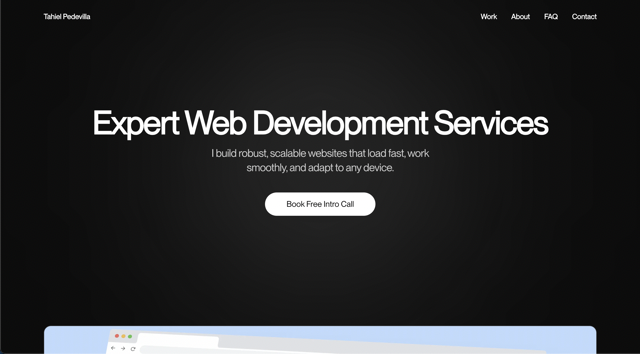 Tahiel Pedevilla
Work About FAQ Contact
Expert Web Development Services
I build robust, scalable websites that load fast, work
smoothly, and adapt to any device.
Book Free Intro Call